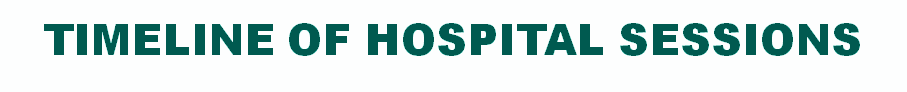 TIMELINE OF HOSPITAL SESSIONS